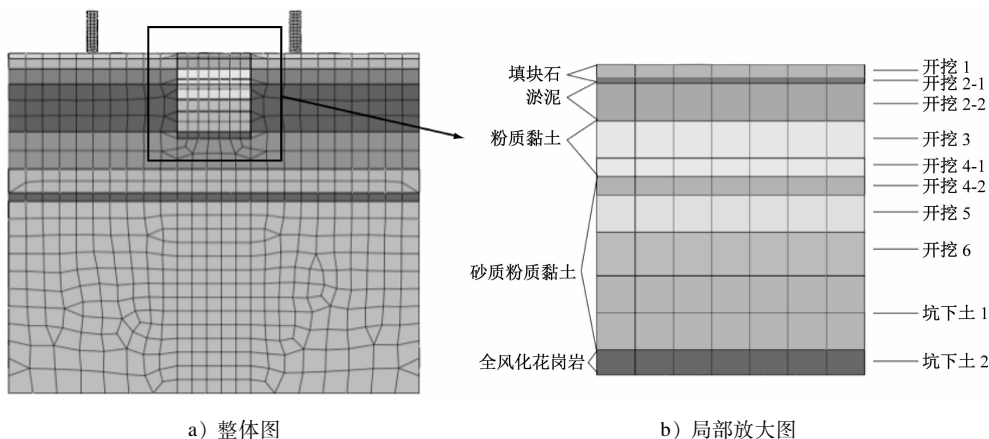 填块石
淤泥
粉质黏土
砂质粉质黏土
全风化花岗岩
开挖 1
开挖 2-1
开挖 2-2
开挖 3
开挖 4-1
开挖 4-2
开挖 5
开挖 6
坑下土 1
坑下土 2
a）整体图
b）局部放大图